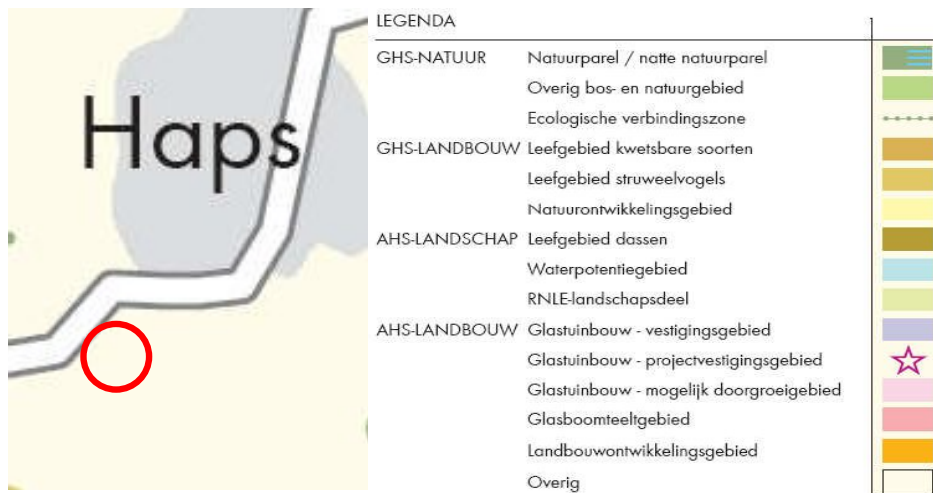 Haps
LEGENDA
GHS-NATUUR Natuurparel / natte natuurparel
Overig bos- en natuurgebied
Ecologische verbindingszone
GHS-LANDBOUW Leefgebied kwetsbare soorten
Leefgebied struweelvogels
Natuurontwikkelingsgebied
AHS-LANDSCHAP Leefgebied dassen
Waterpotentiegebied
RNLE-landschapsdeel
AHS-LANDBOUW Glastuinbouw - vestigingsgebied
Glastuinbouw - projectvestigingsgebied
Glastuinbouw - mogelijk doorgroeigebied
Glasboomteeltgebied
Landbouwontwikkelingsgebied
Overig